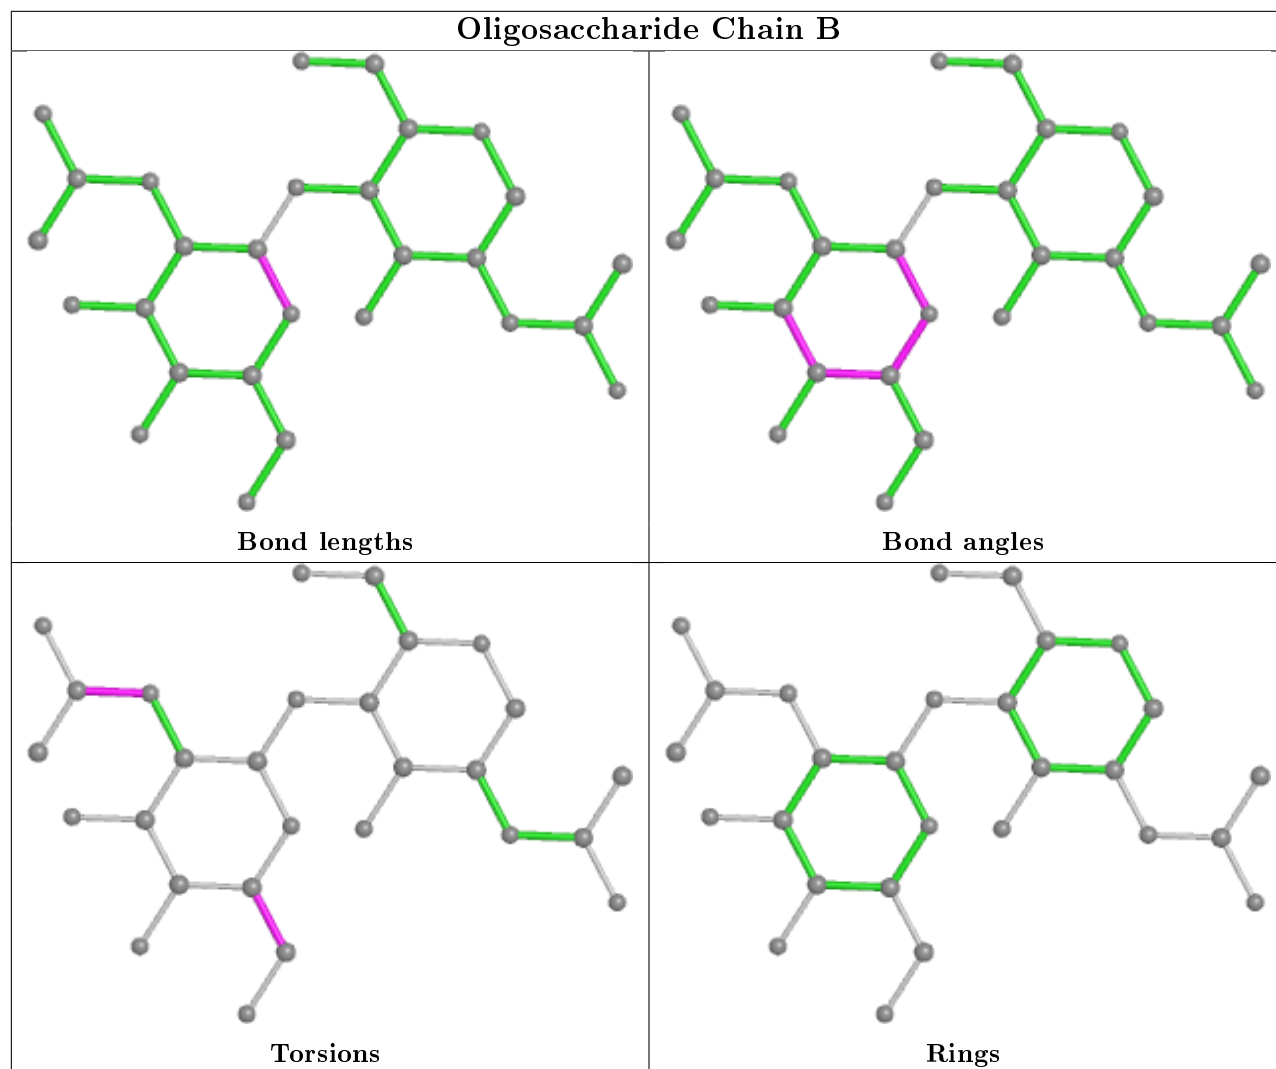 Oligosaccharide Chain B
Bond lengths
Bond angles
Torsions
Rings